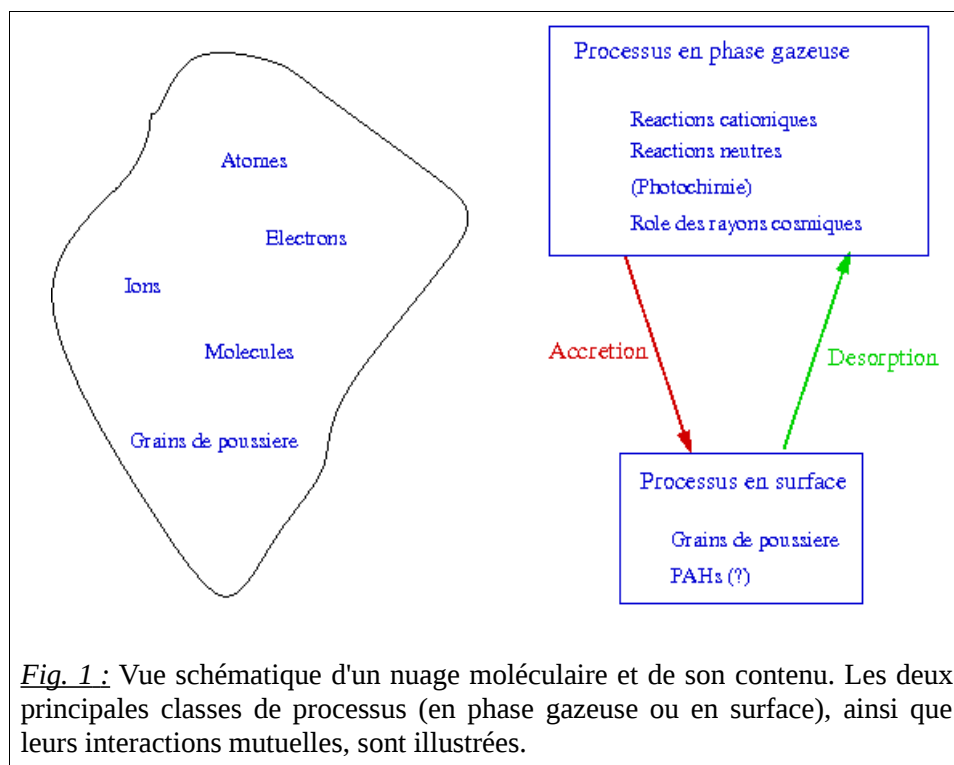 Atomes
Electrons
Ions
Molecules
Grains de poussiere
Processus en phase gazeuse
Reactions cationiques
Reactions neutres
(Photochimie)
Role des rayons cosmiques
Accretion
Desorption
Processus en surface
Grains de poussiere
PAHs (?)
Fig. 1 : Vue schématique d'un nuage moléculaire et de son contenu. Les deux
principales classes de processus (en phase gazeuse ou en surface), ainsi que
leurs interactions mutuelles, sont illustrées.